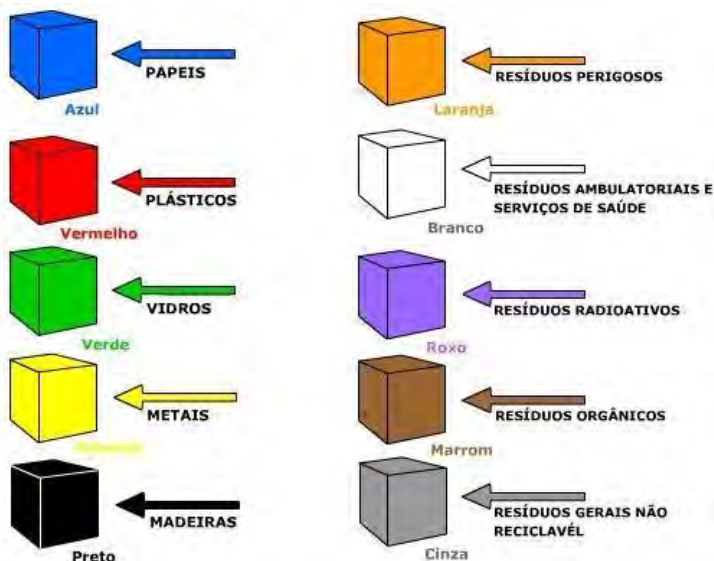 PAPEIS
Azul
PLÁSTICOS
Vermelho
VIDROS
Verde
METAIS
MADEIRAS
Preto
RESÍDUOS PERIGOSOS
Laranja
RESÍDUOS AMBULATORIAIS E
SERVIÇOS DE SAÚDE
Branco
RESÍDUOS RADIOATIVOS
Roxo
RESÍDUOS ORGÂNICOS
Marrom
RESÍDUOS GERAIS NÃO
RECICLAVÉL
Cinza